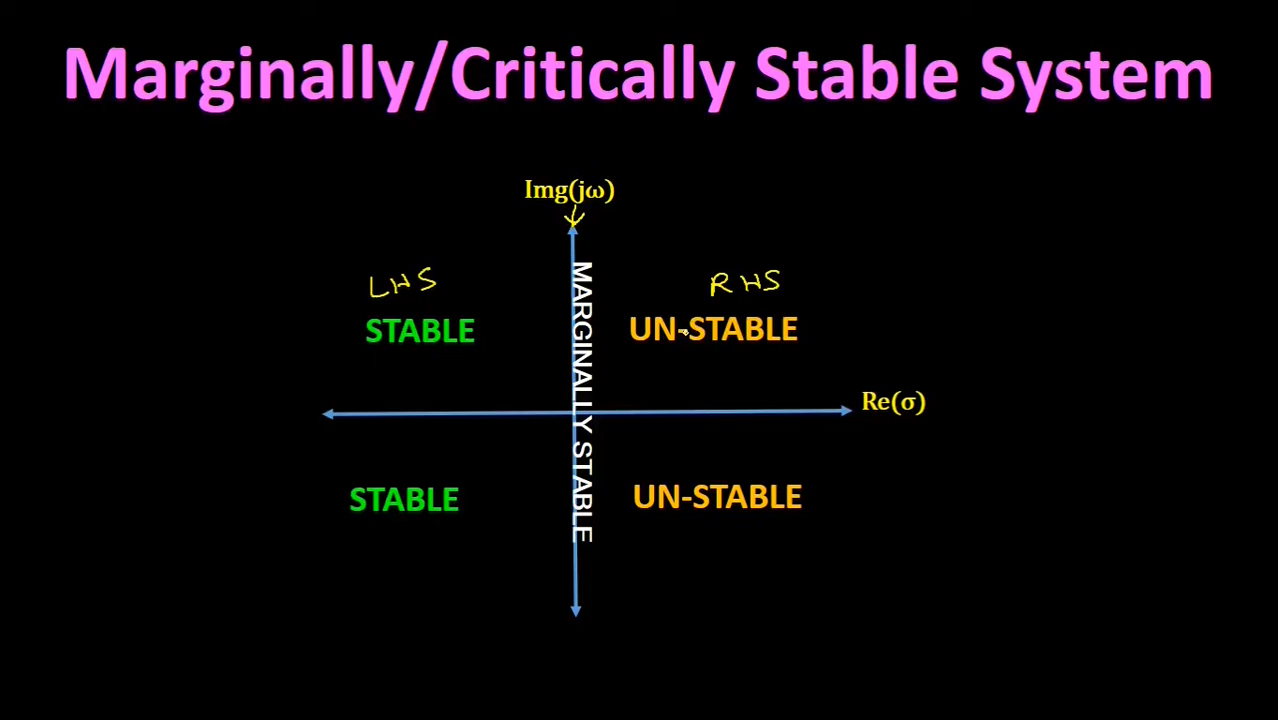 Marginally/Critically Stable System
Img(jω)
LHS
RHS
STABLE
UN-STABLE
MARGINALLY STABLE
Re(σ)
STABLE
UN-STABLE